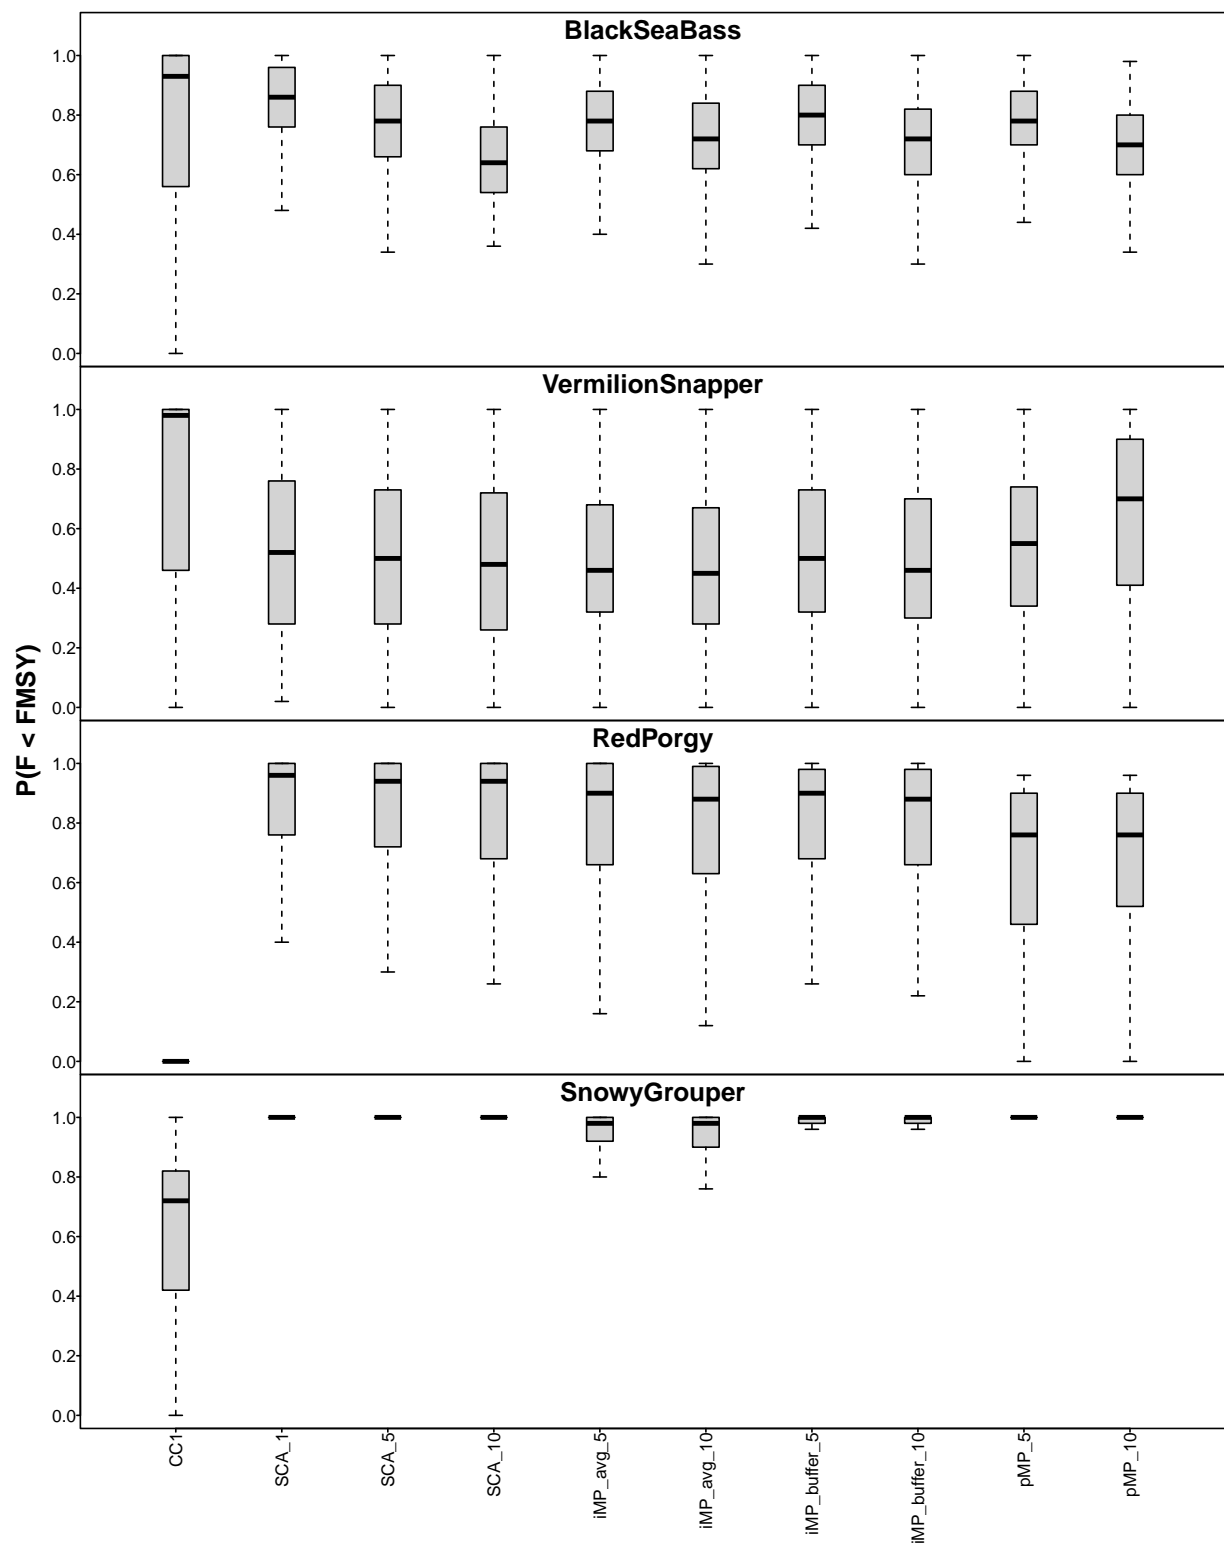 BlackSeaBass
1.0
0.8
0.6
0.4
0.2
0.0
VermilionSnapper
1.0
0.8
0.6
0.4
0.2
0.0
P(F < FMSY)
RedPorgy
1.0
0.8
0.6
0.4
0.2
0.0
SnowyGrouper
1.0
0.8
0.6
0.4
0.2
0.0
CC1
SCA_1
SCA_5
SCA_10
iMP_avg_5
iMP_avg_10
iMP_buffer_5
iMP_buffer_10
pMP_5
pMP_10